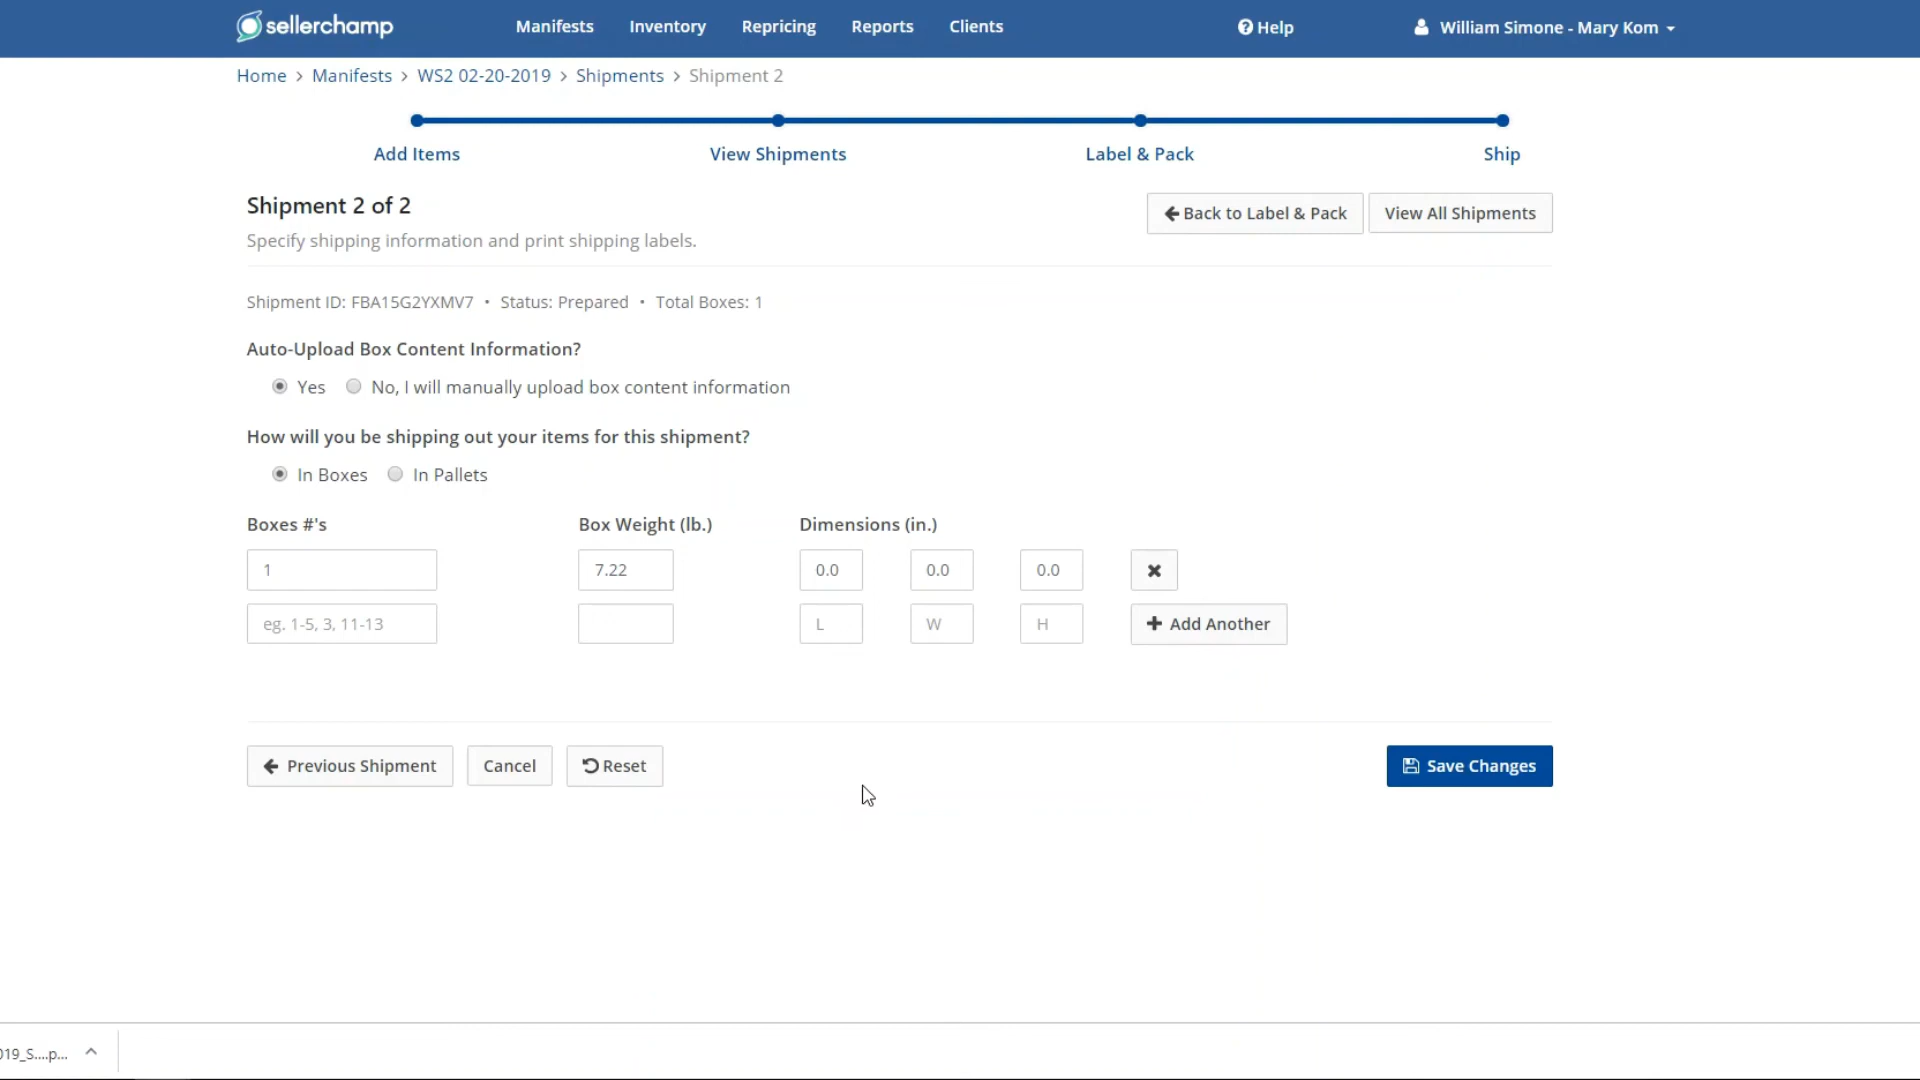 sellerchamp Manifests Inventory Repricing Reports Clients Help William Simone - Mary Kom
Home > Manifests > WS2 02-20-2019 > Shipments > Shipment 2
Add Items View Shipments Label & Pack Ship
Shipment 2 of 2
Back to Label & Pack View All Shipments
Specify shipping information and print shipping labels.
Shipment ID: FBA15G2YXMV7 • Status: Prepared • Total Boxes: 1
Auto-Upload Box Content Information?
Yes No, I will manually upload box content information
How will you be shipping out your items for this shipment?
In Boxes In Pallets
Boxes #'s Box Weight (lb.) Dimensions (in.)
1 7.22 0.0 0.0 0.0
eg. 1-5, 3, 11-13 L W H Add Another
Previous Shipment Cancel Reset Save Changes
019_S....p...